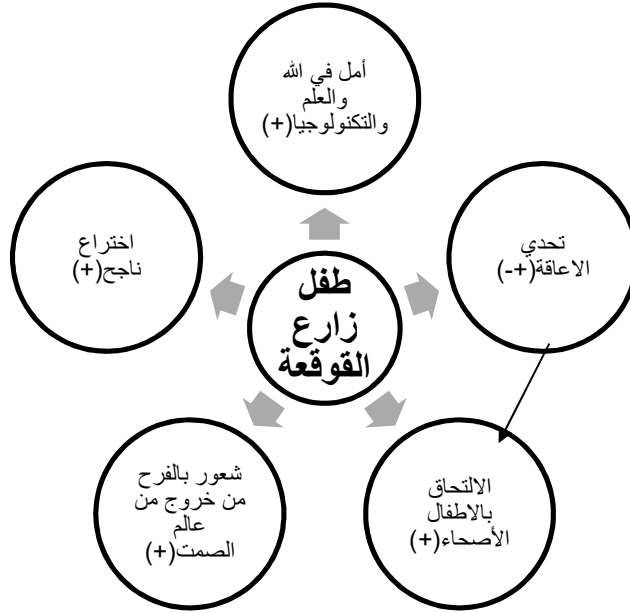 أمل في الله
والعلم
والتكنولوجيا(+)
تحدي
الاعاقة(+-)
الالتحاق
بالاطفال
الأصحاء(+)
شعور بالفرح
من خروج من
عالم
الصمت(+)
اختراع
ناجح(+)
طفل
زارع
القوقعة